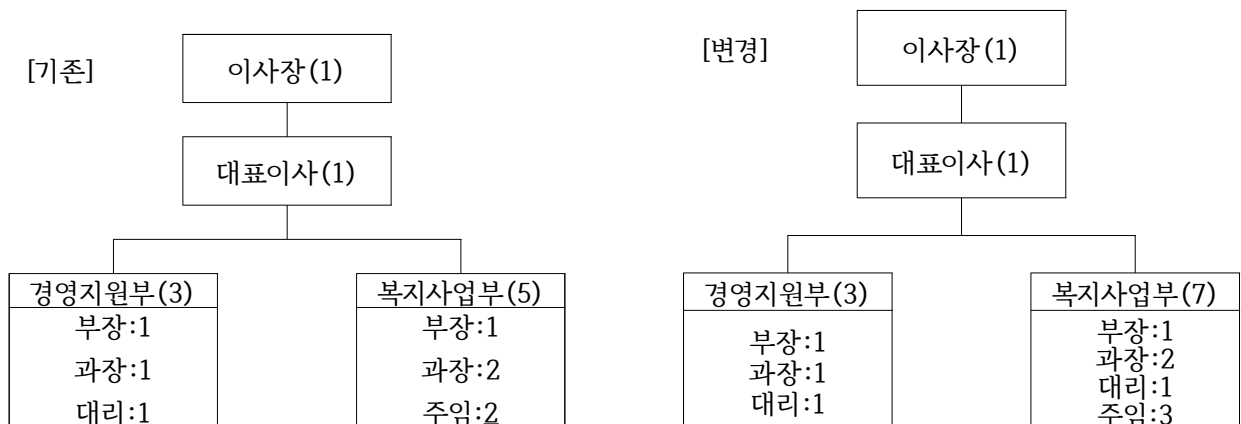 [기존]
이사장(1)
대표이사(1)
경영지원부(3)
부장:1
과장:1
대리:1
복지사업부(5)
부장:1
과장:2
주임:2
[변경]
이사장(1)
대표이사(1)
경영지원부(3)
부장:1
과장:1
대리:1
복지사업부(7)
부장:1
과장:2
대리:1
주임:3